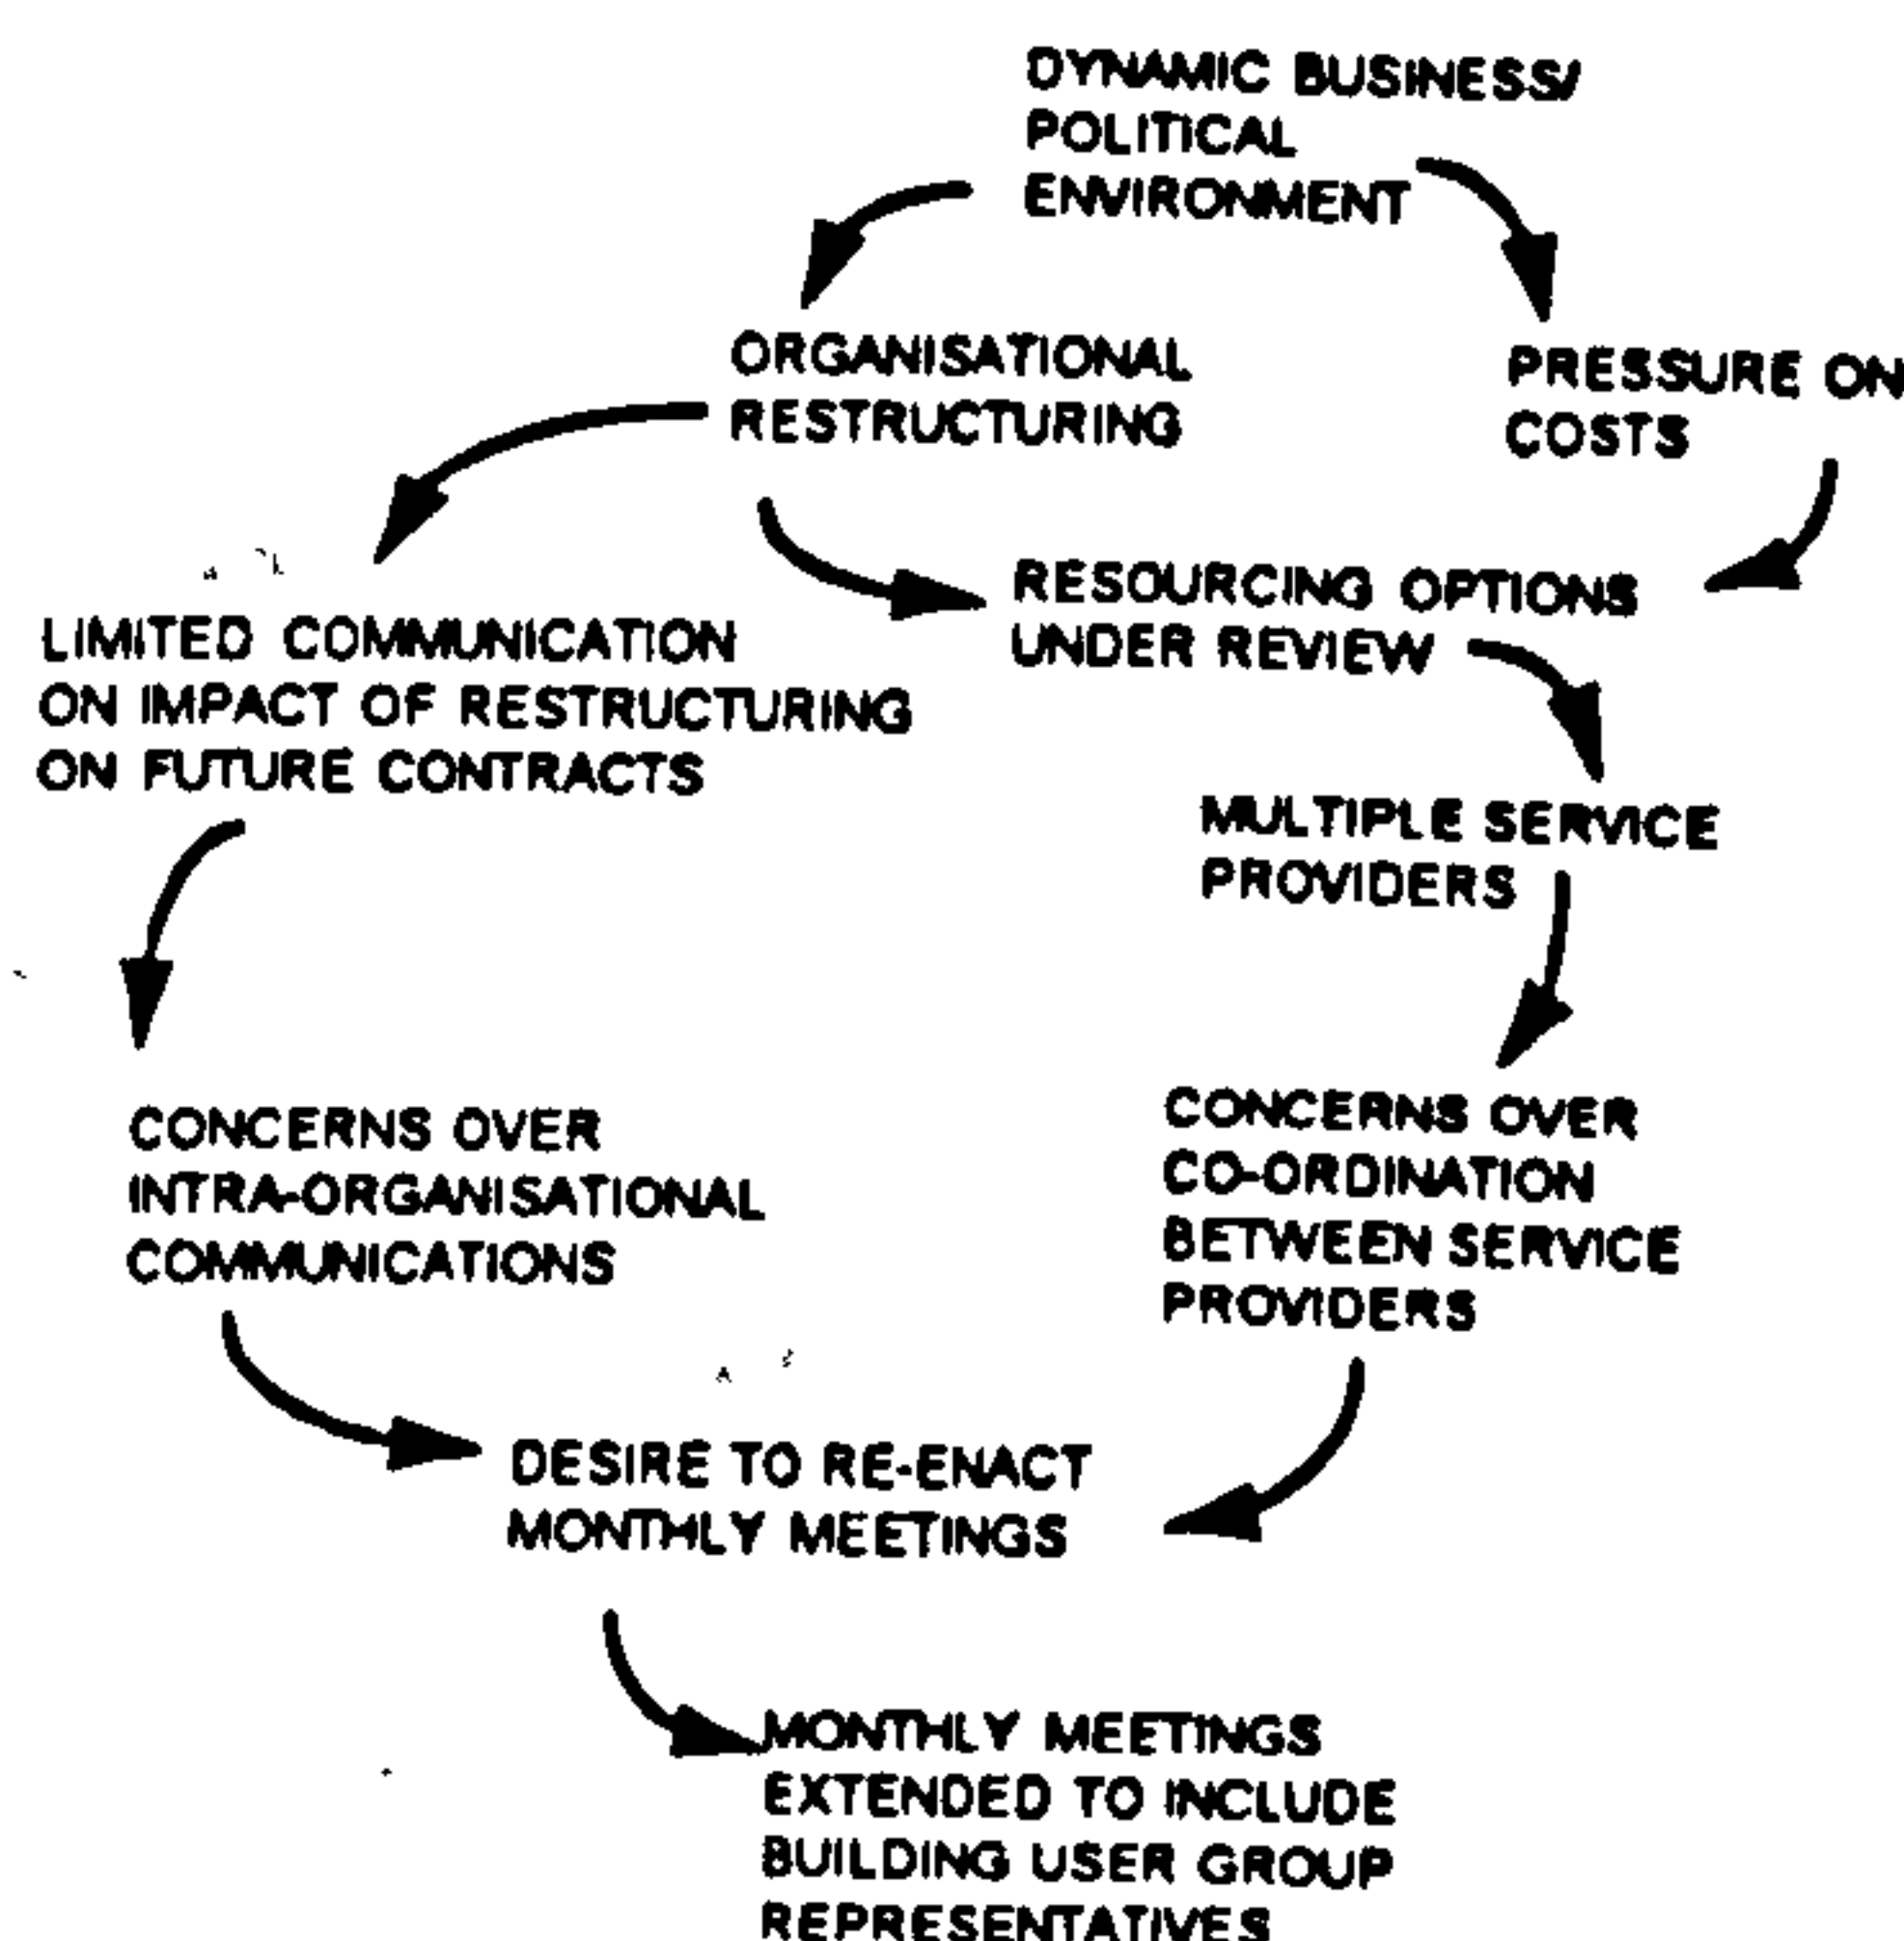 DYNAMIC BUSINESS/
POLITICAL
ENVIRONMENT
ORGANISATIONAL
RESTRUCTURING
PRESSURE ON
COSTS
RESOURCING OPTIONS
UNDER REVIEW
LIMITED COMMUNICATION
ON IMPACT OF RESTRUCTURING
ON FUTURE CONTRACTS
MULTIPLE SERVICE
PROVIDERS
CONCERNS OVER
INTRA-ORGANISATIONAL
COMMUNICATIONS
CONCERNS OVER
CO-ORDINATION
BETWEEN SERVICE
PROVIDERS
DESIRE TO RE-ENACT
MONTHLY MEETINGS
MONTHLY MEETINGS
EXTENDED TO INCLUDE
BUILDING USER GROUP
REPRESENTATIVES